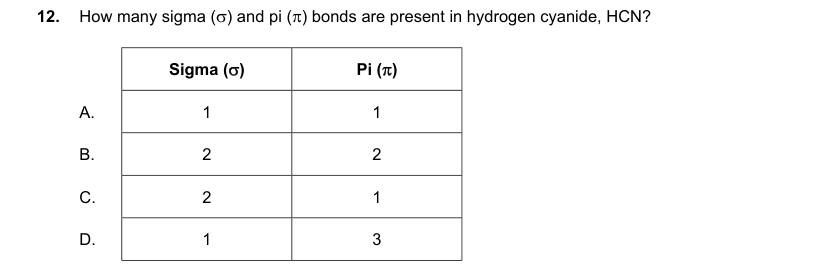 12. How many sigma (σ) and pi (π) bonds are present in hydrogen cyanide, HCN?
Sigma (σ) Pi (π)
A. 1 1
B. 2 2
C. 2 1
D. 1 3